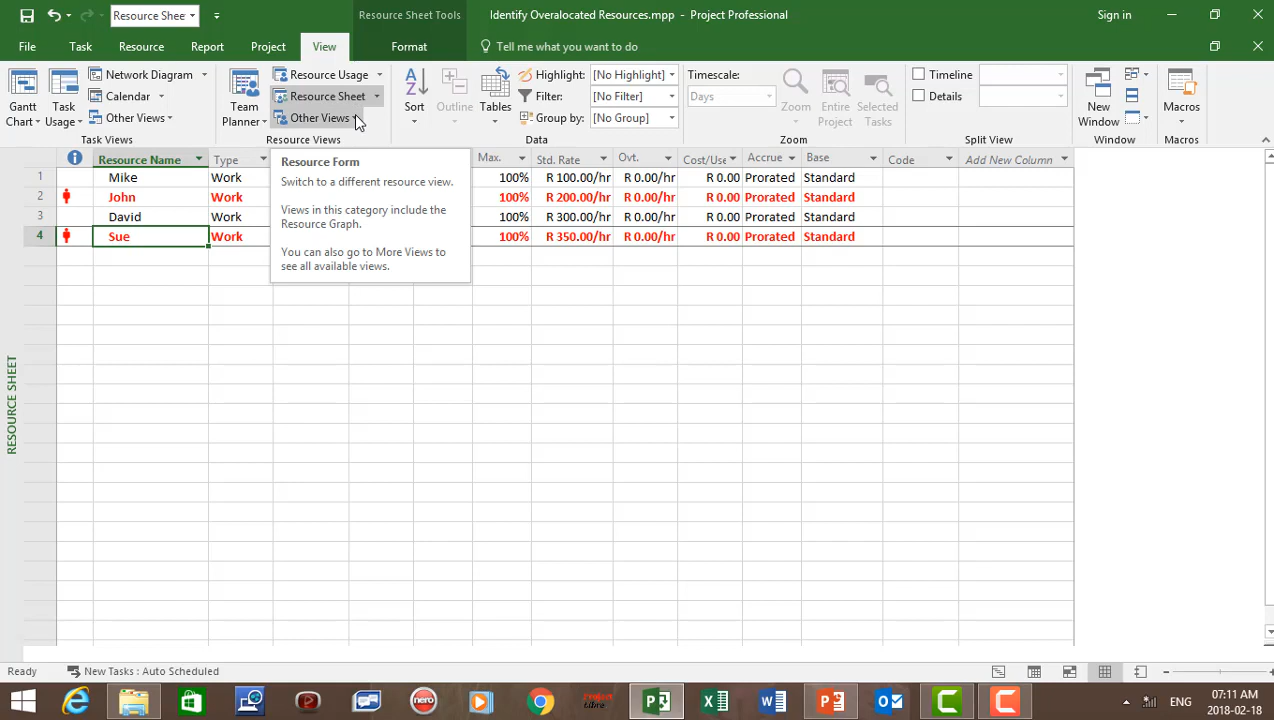 Resource Shee
Resource Sheet Tools
Identify Overalocated Resources.mpp - Project Professional
Sign in
File Task Resource Report Project View Format Tell me what you want to do
Gantt Chart
Task Usage
Network Diagram
Calendar
Other Views
Task Views
Team Planner
Resource Usage
Resource Sheet
Other Views
Resource Views
Sort
Outline
Tables
Highlight: [No Highlight]
Filter: [No Filter]
Group by: [No Group]
Data
Timescale:
Days
Zoom
Entire Project
Selected Tasks
Zoom
Timeline
Details
Split View
New Window
Window
Macros
Macros
Resource Name Type Max. Std. Rate Ovt. Cost/Use Accrue Base Code Add New Column
1 Mike Work 100% R 100.00/hr R 0.00/hr R 0.00 Prorated Standard
2 John Work 100% R 200.00/hr R 0.00/hr R 0.00 Prorated Standard
3 David Work 100% R 300.00/hr R 0.00/hr R 0.00 Prorated Standard
4 Sue Work 100% R 350.00/hr R 0.00/hr R 0.00 Prorated Standard
Resource Form
Switch to a different resource view.
Views in this category include the
Resource Graph.
You can also go to More Views to
see all available views.
RESOURCE SHEET
Ready New Tasks : Auto Scheduled
nero
ENG
07:11 AM
2018-02-18